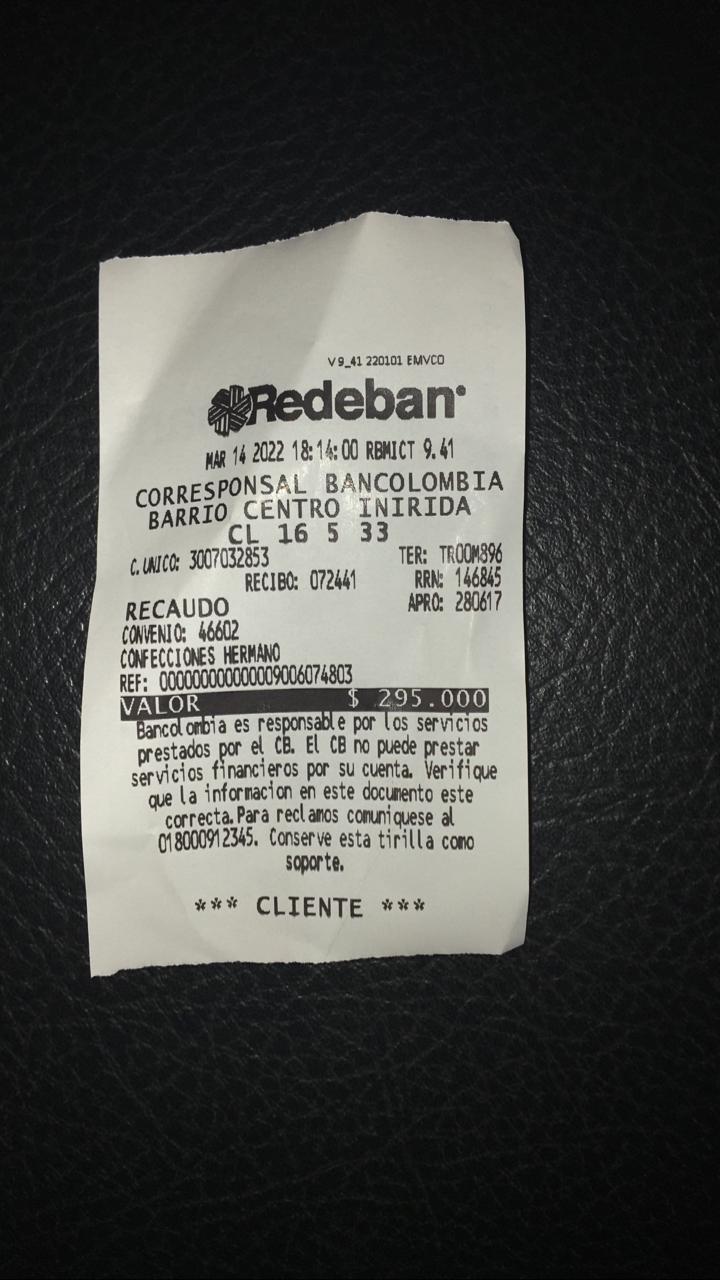 V9_41 220101 EMVCO
Redeban
MAR 14 2022 18:14:00 RBMICT 9.41
CORRESPONSAL BANCOLOMBIA
BARRIO CENTRO INIRIDA
CL 16 5 33
C. UNICO: 3007032853 TER: TR00M896
RECIBO: 072441 RRN: 146845
RECAUDO APRO: 280617
CONVENIO: 46602
CONFECCIONES HERMANO
REF: 000000000000009006074803
VALOR $ 295.000
Bancolombia es responsable por los servicios
prestados por el CB. El CB no puede prestar
servicios financieros por su cuenta. Verifique
que la informacion en este documento este
correcta. Para reclamos comuniquese al
018000912345. Conserve esta tirilla como
soporte.
*** CLIENTE ***